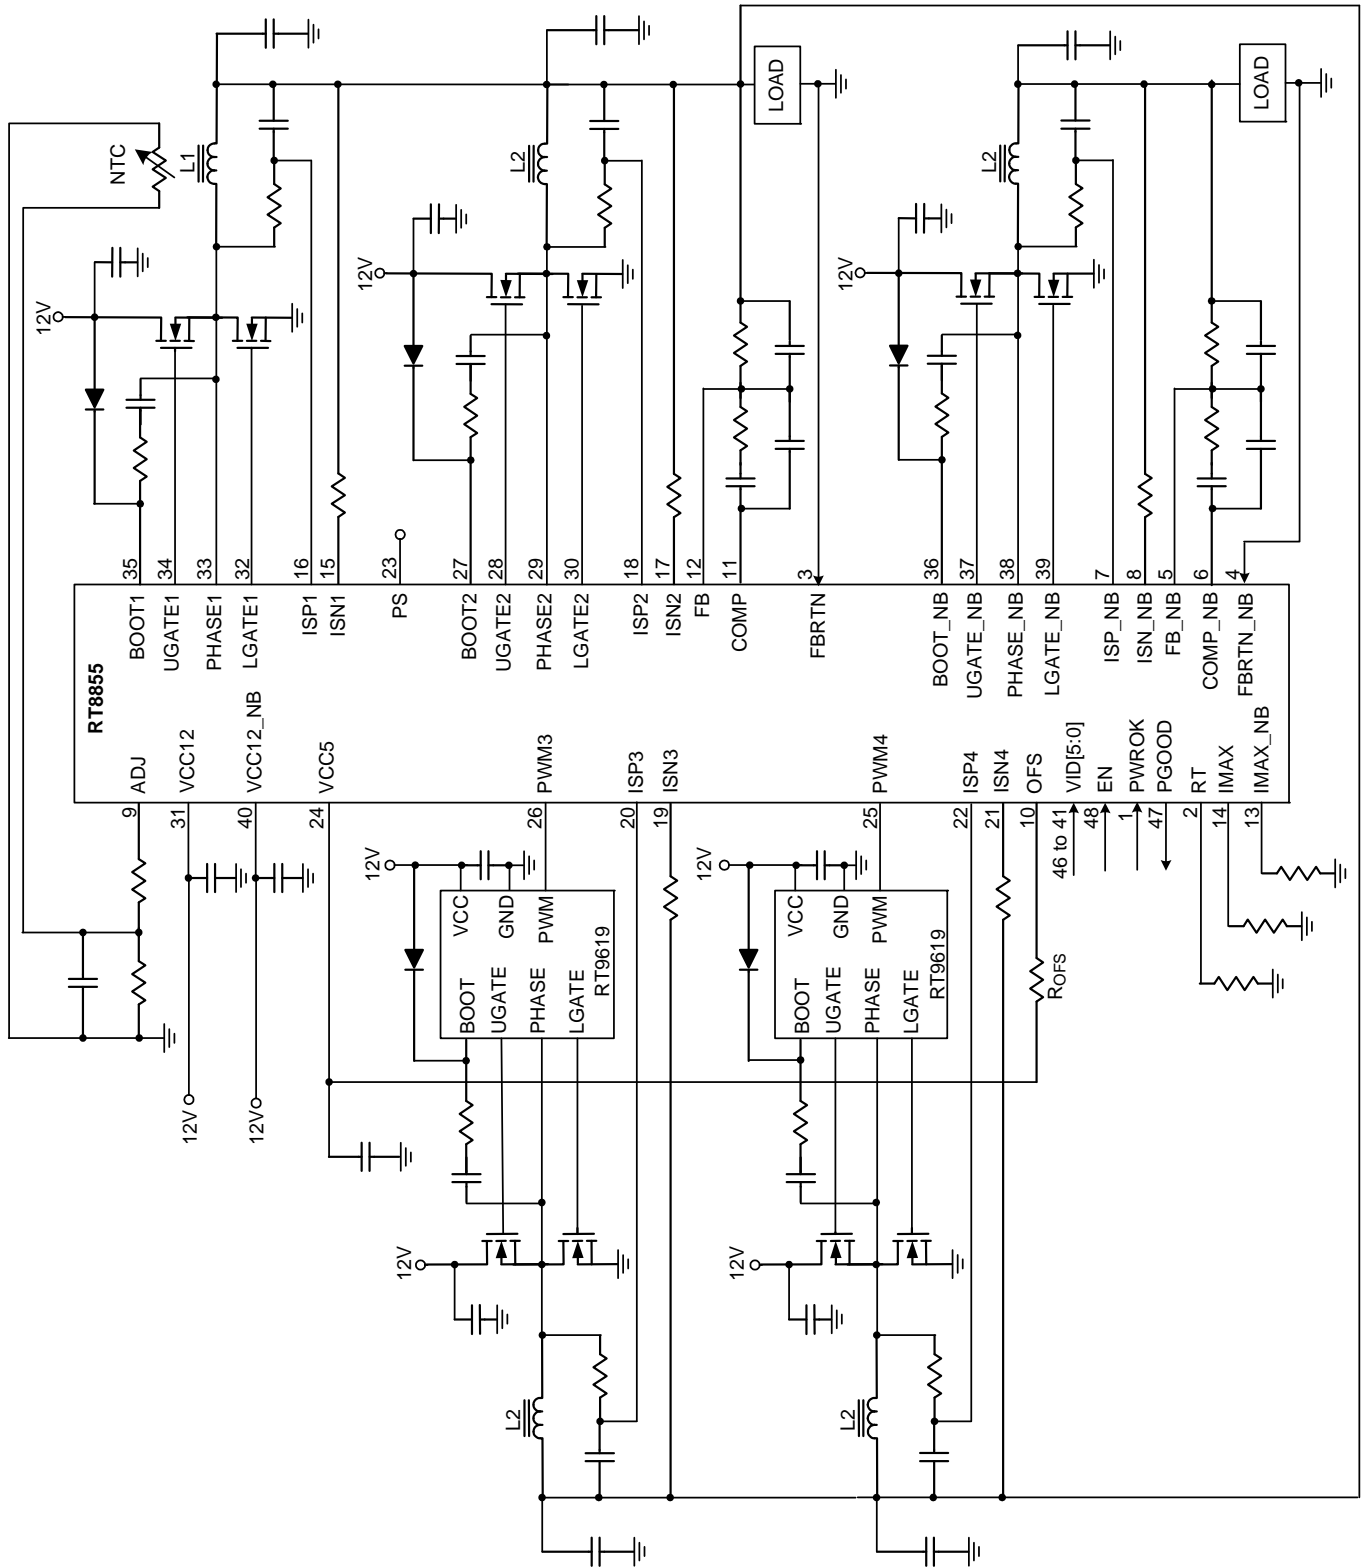 12V
NTC
L1
12V
L2
LOAD
12V
L2
LOAD
35
34
33
32
16
15
23
27
28
29
30
18
17
12
11
3
36
37
38
39
7
8
5
6
4
BOOT1
UGATE1
PHASE1
LGATE1
ISP1
ISN1
PS
BOOT2
UGATE2
PHASE2
LGATE2
ISP2
ISN2
FB
COMP
FBRTN
BOOT_NB
UGATE_NB
PHASE_NB
LGATE_NB
ISP_NB
ISN_NB
FB_NB
COMP_NB
FBRTN_NB
RT8855
ADJ
VCC12
VCC12_NB
VCC5
PWM3
ISP3
ISN3
PWM4
ISP4
ISN4
OFS
VID[5:0]
EN
PWROK
PGOOD
RT
IMAX
IMAX_NB
9
31
40
24
26
20
19
25
22
21
10
46 to 41
48
1
47
2
14
13
12V
VCC
GND
PWM
RT9619
BOOT
UGATE
PHASE
LGATE
12V
VCC
GND
PWM
RT9619
BOOT
UGATE
PHASE
LGATE
ROFS
12V
12V
12V
12V
L2
L2